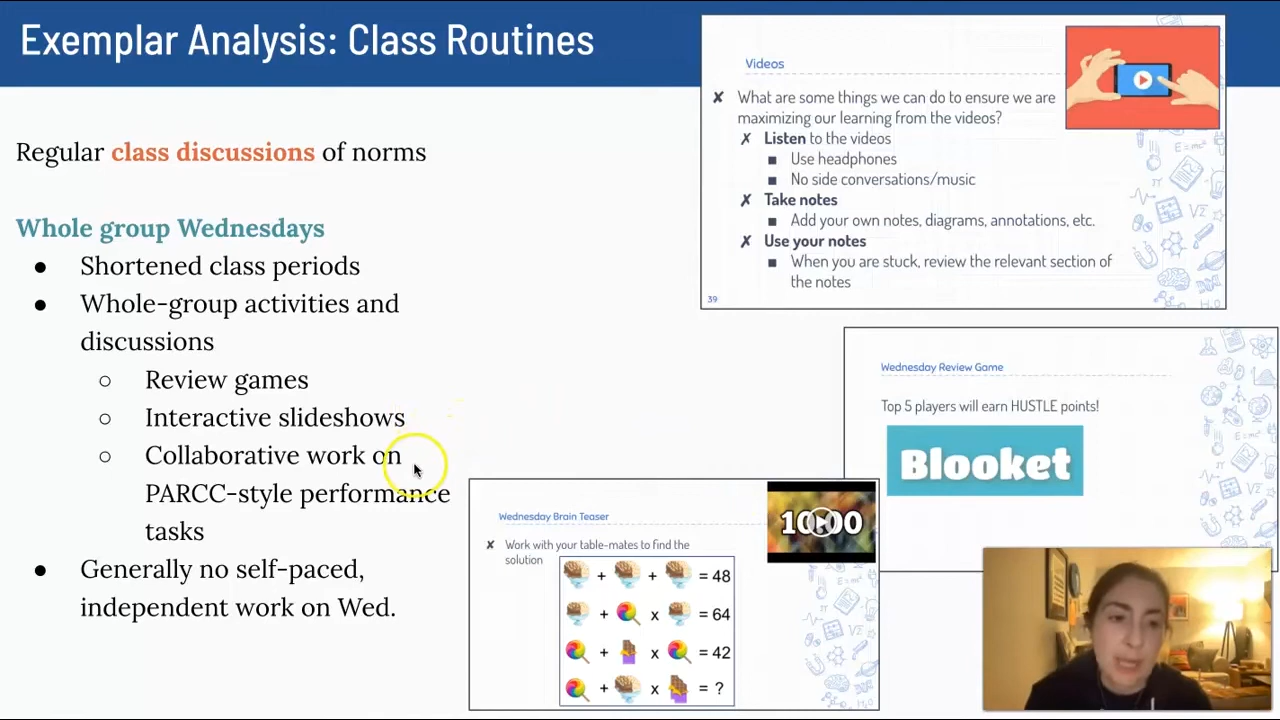 Exemplar Analysis: Class Routines
Regular class discussions of norms
Whole group Wednesdays
● Shortened class periods
● Whole-group activities and
discussions
○ Review games
○ Interactive slideshows
○ Collaborative work on
PARCC-style performance
tasks
● Generally no self-paced,
independent work on Wed.
Videos
✘ What are some things we can do to ensure we are
maximizing our learning from the videos?
✘ Listen to the videos
■ Use headphones
■ No side conversations/music
✘ Take notes
■ Add your own notes, diagrams, annotations, etc.
✘ Use your notes
■ When you are stuck, review the relevant section of
the notes
39
Wednesday Review Game
Top 5 players will earn HUSTLE points!
Blooket
Wednesday Brain Teaser
✘ Work with your table-mates to find the
solution
10:00
+ + = 48
+ x = 64
+ x = 42
+ x = ?